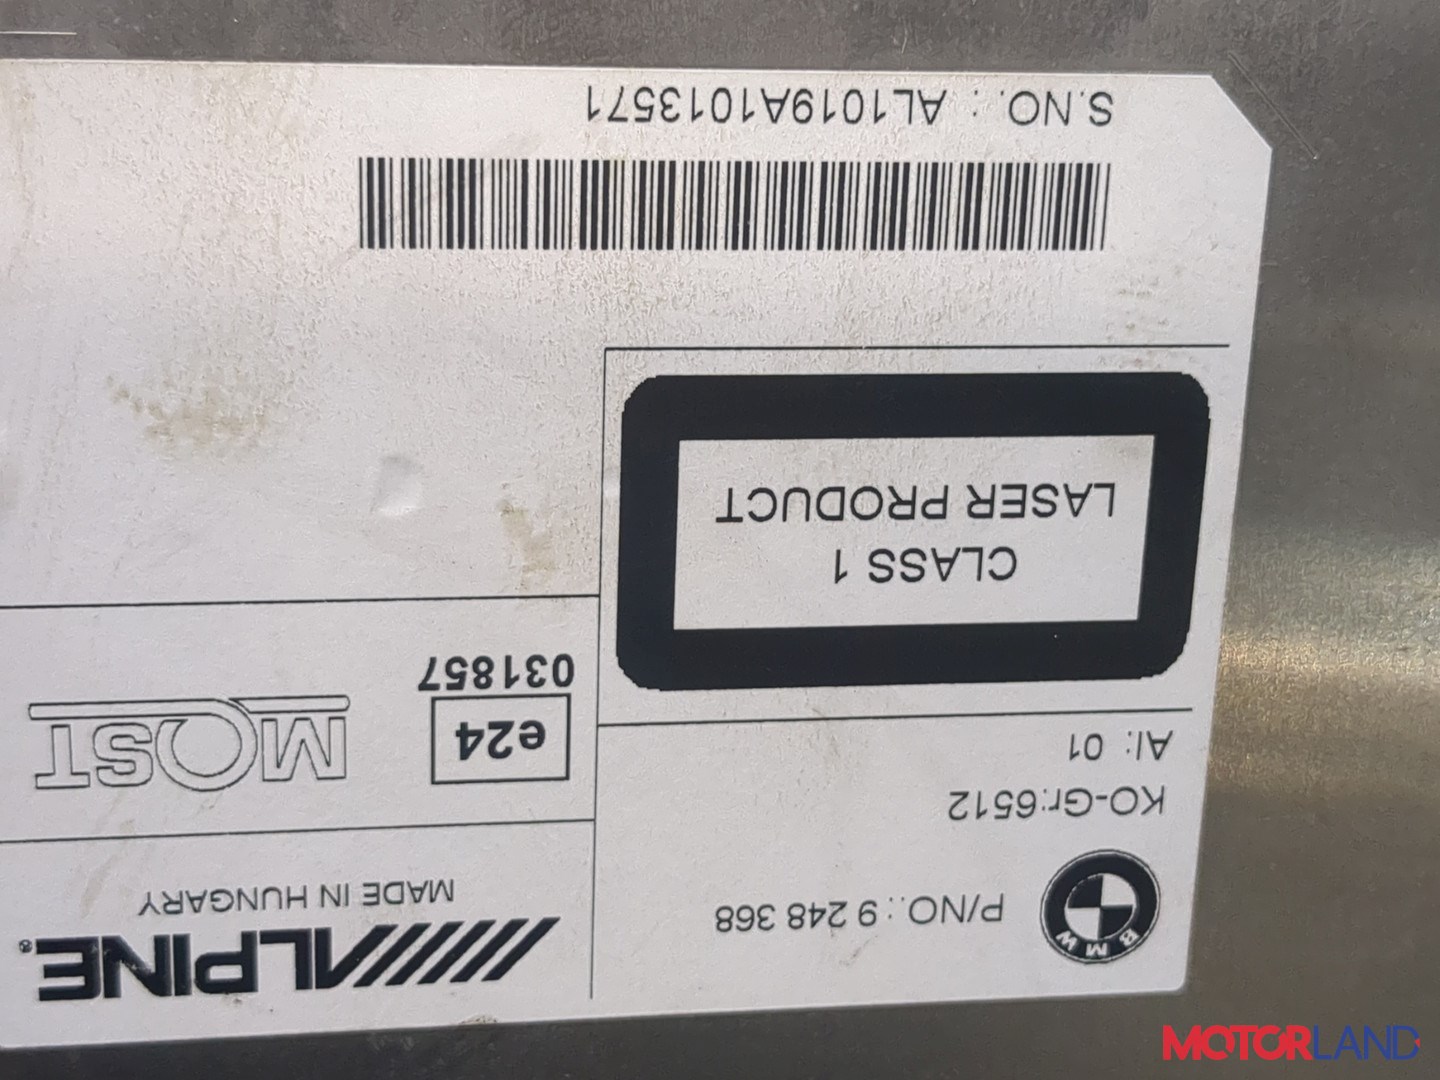 BMW
P/NO.: 9 248 368
KO-Gr:6512
AI: 01
CLASS 1
LASER PRODUCT
S.NO. : AL1019A1013571
ALPINE®
MADE IN HUNGARY
e24
031857
MOST
MOTORLAND